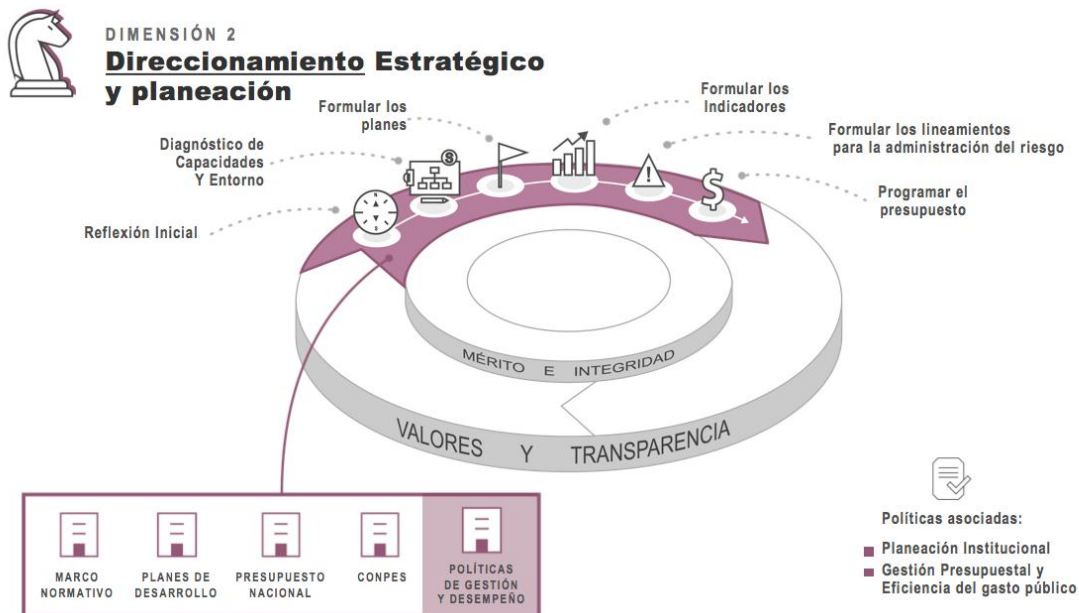 DIMENSIÓN 2
Direccionamiento Estratégico
y planeación
Reflexión Inicial
Diagnóstico de
Capacidades
Y Entorno
Formular los
planes
Formular los
Indicadores
Formular los lineamientos
para la administración del riesgo
Programar el
presupuesto
MÉRITO E INTEGRIDAD
VALORES Y TRANSPARENCIA
MARCO
NORMATIVO
PLANES DE
DESARROLLO
PRESUPUESTO
NACIONAL
CONPES
POLÍTICAS
DE GESTIÓN
Y DESEMPEÑO
Políticas asociadas:
Planeación Institucional
Gestión Presupuestal y
Eficiencia del gasto público